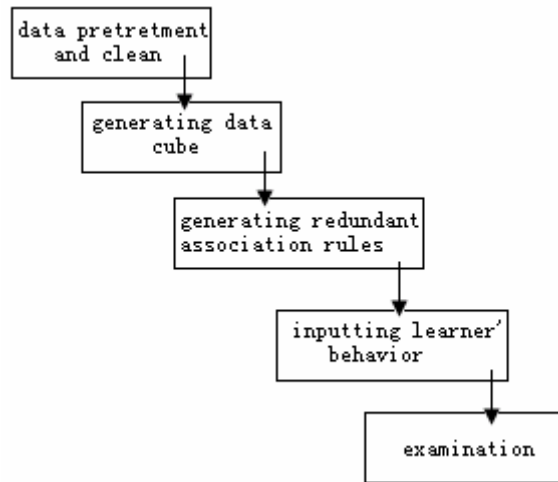 data pretretment
and clean
generating data
cube
generating redundant
association rules
inputting learner'
behavior
examination